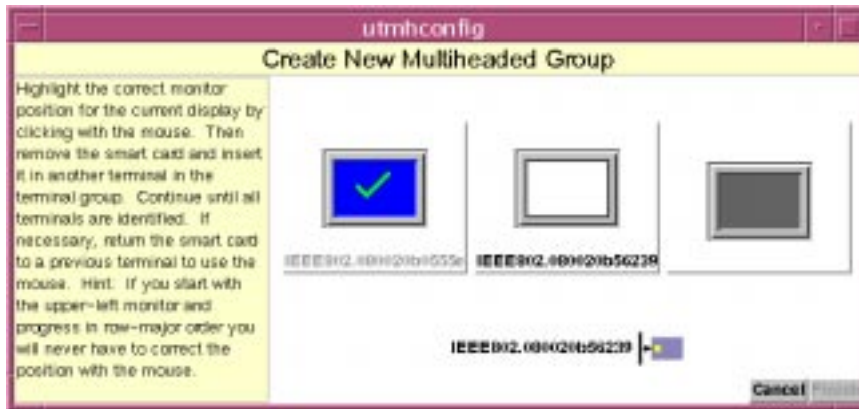 utmhconfig
Create New Multiheaded Group
Highlight the correct monitor
position for the current display by
clicking with the mouse. Then
remove the smart card and insert
it in another terminal in the
terminal group. Continue until all
terminals are identified. If
necessary, return the smart card
to a previous terminal to use the
mouse. Hint: If you start with
the upper-left monitor and
progress in row-major order you
will never have to correct the
position with the mouse.
IEEE802.080020b56239
IEEE802.080020b56239
Cancel